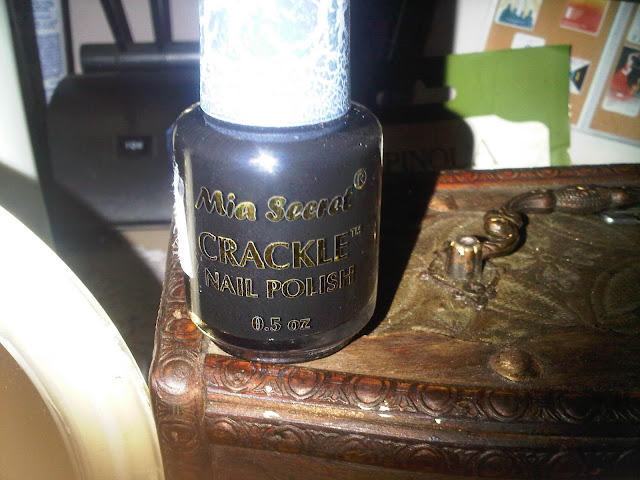 Mia Secret®
CRACKLE™
NAIL POLISH
0.5 oz